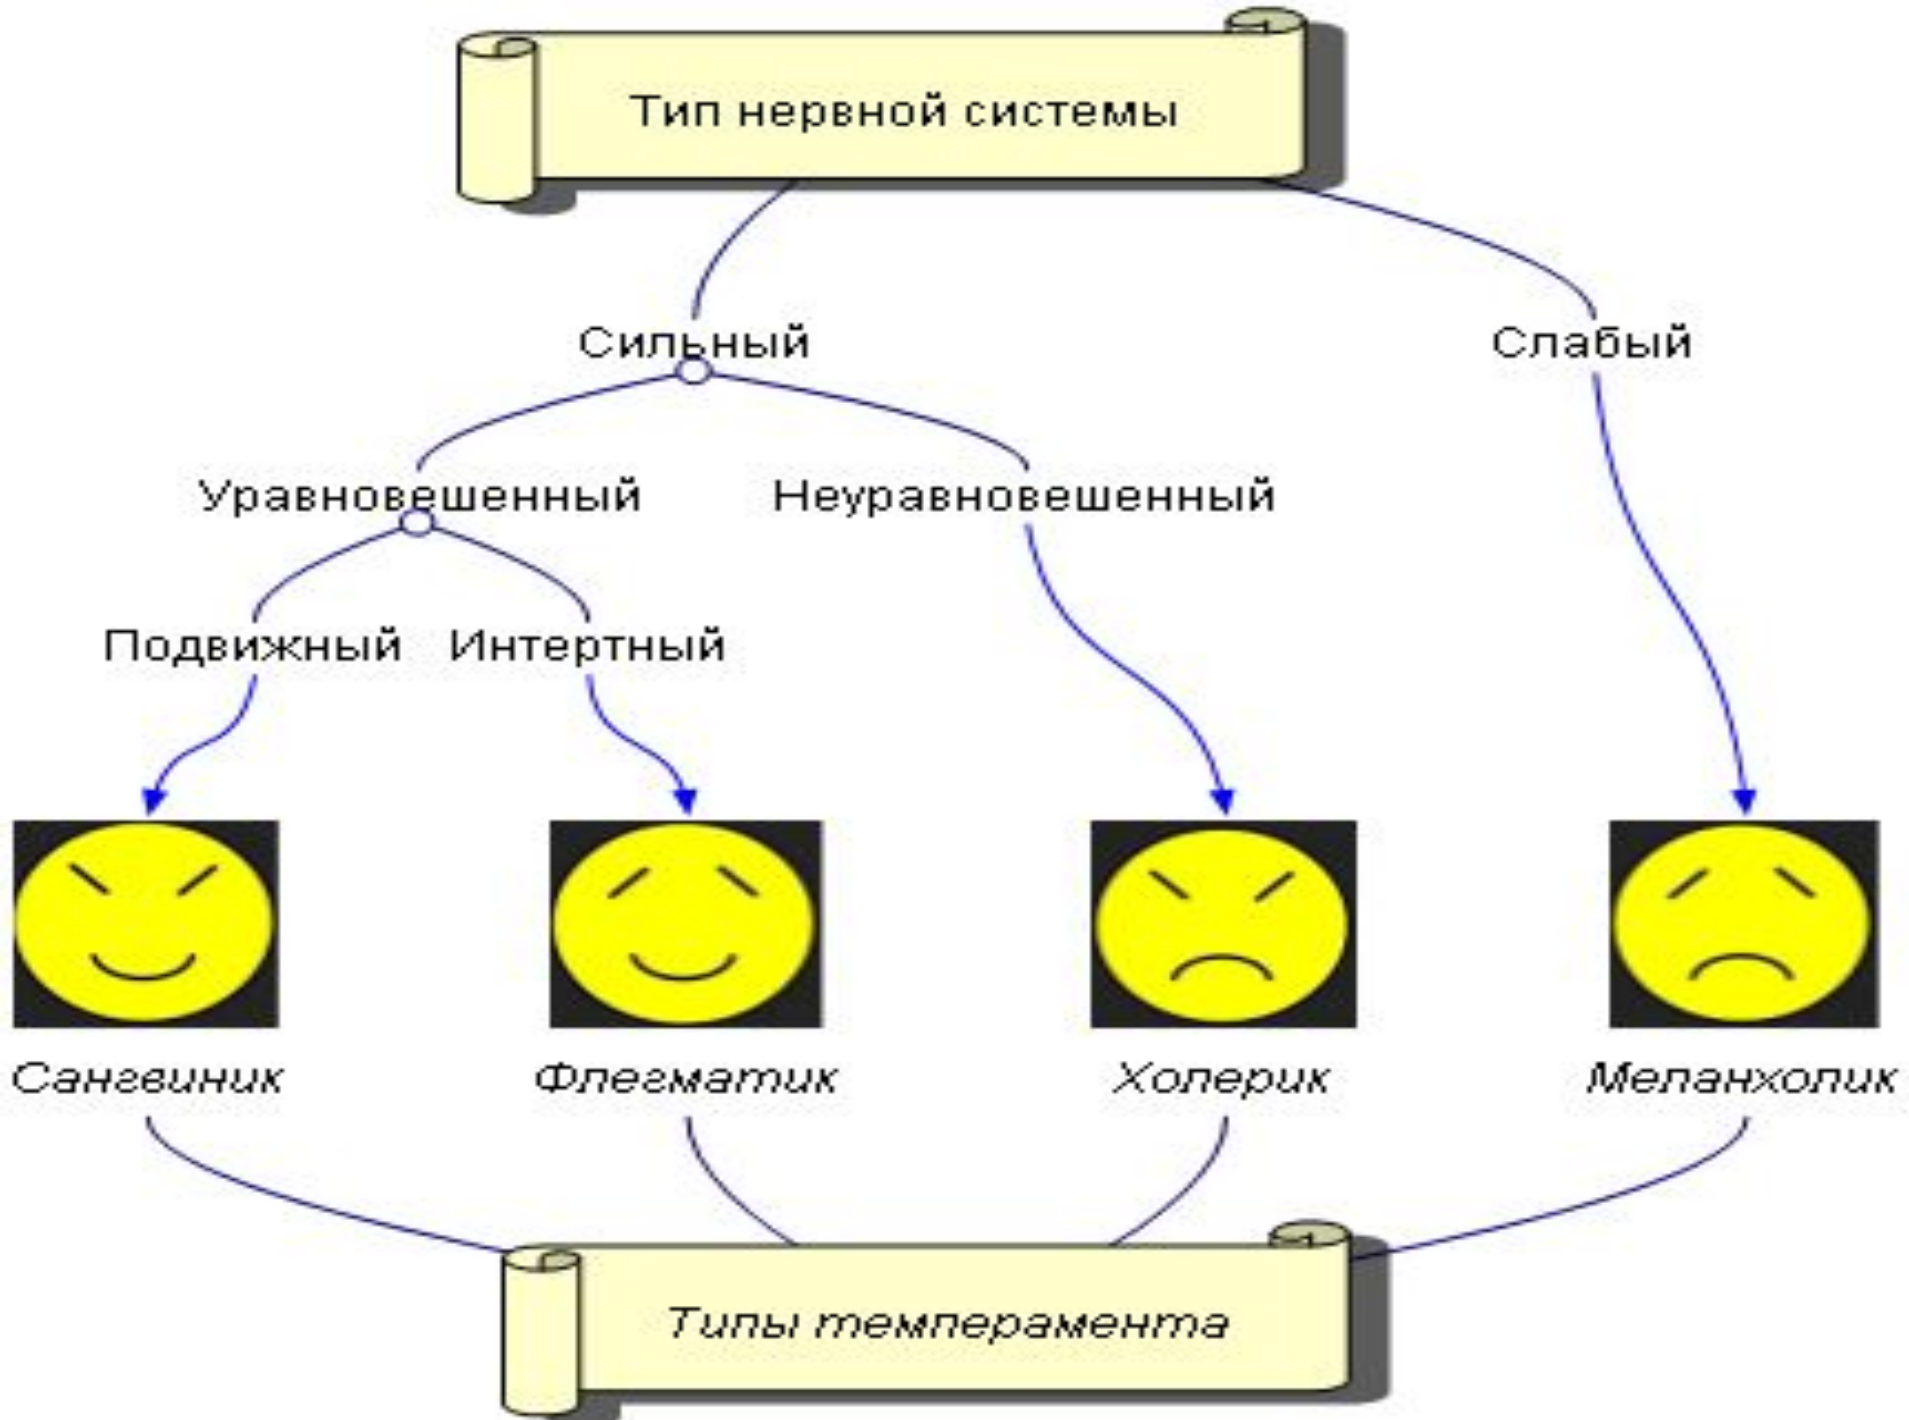 Тип нервной системы
Сильный Слабый
Уравновешенный Неуравновешенный
Подвижный Интертный
Сангвиник Флегматик Холерик Меланхолик
Типы темперамента